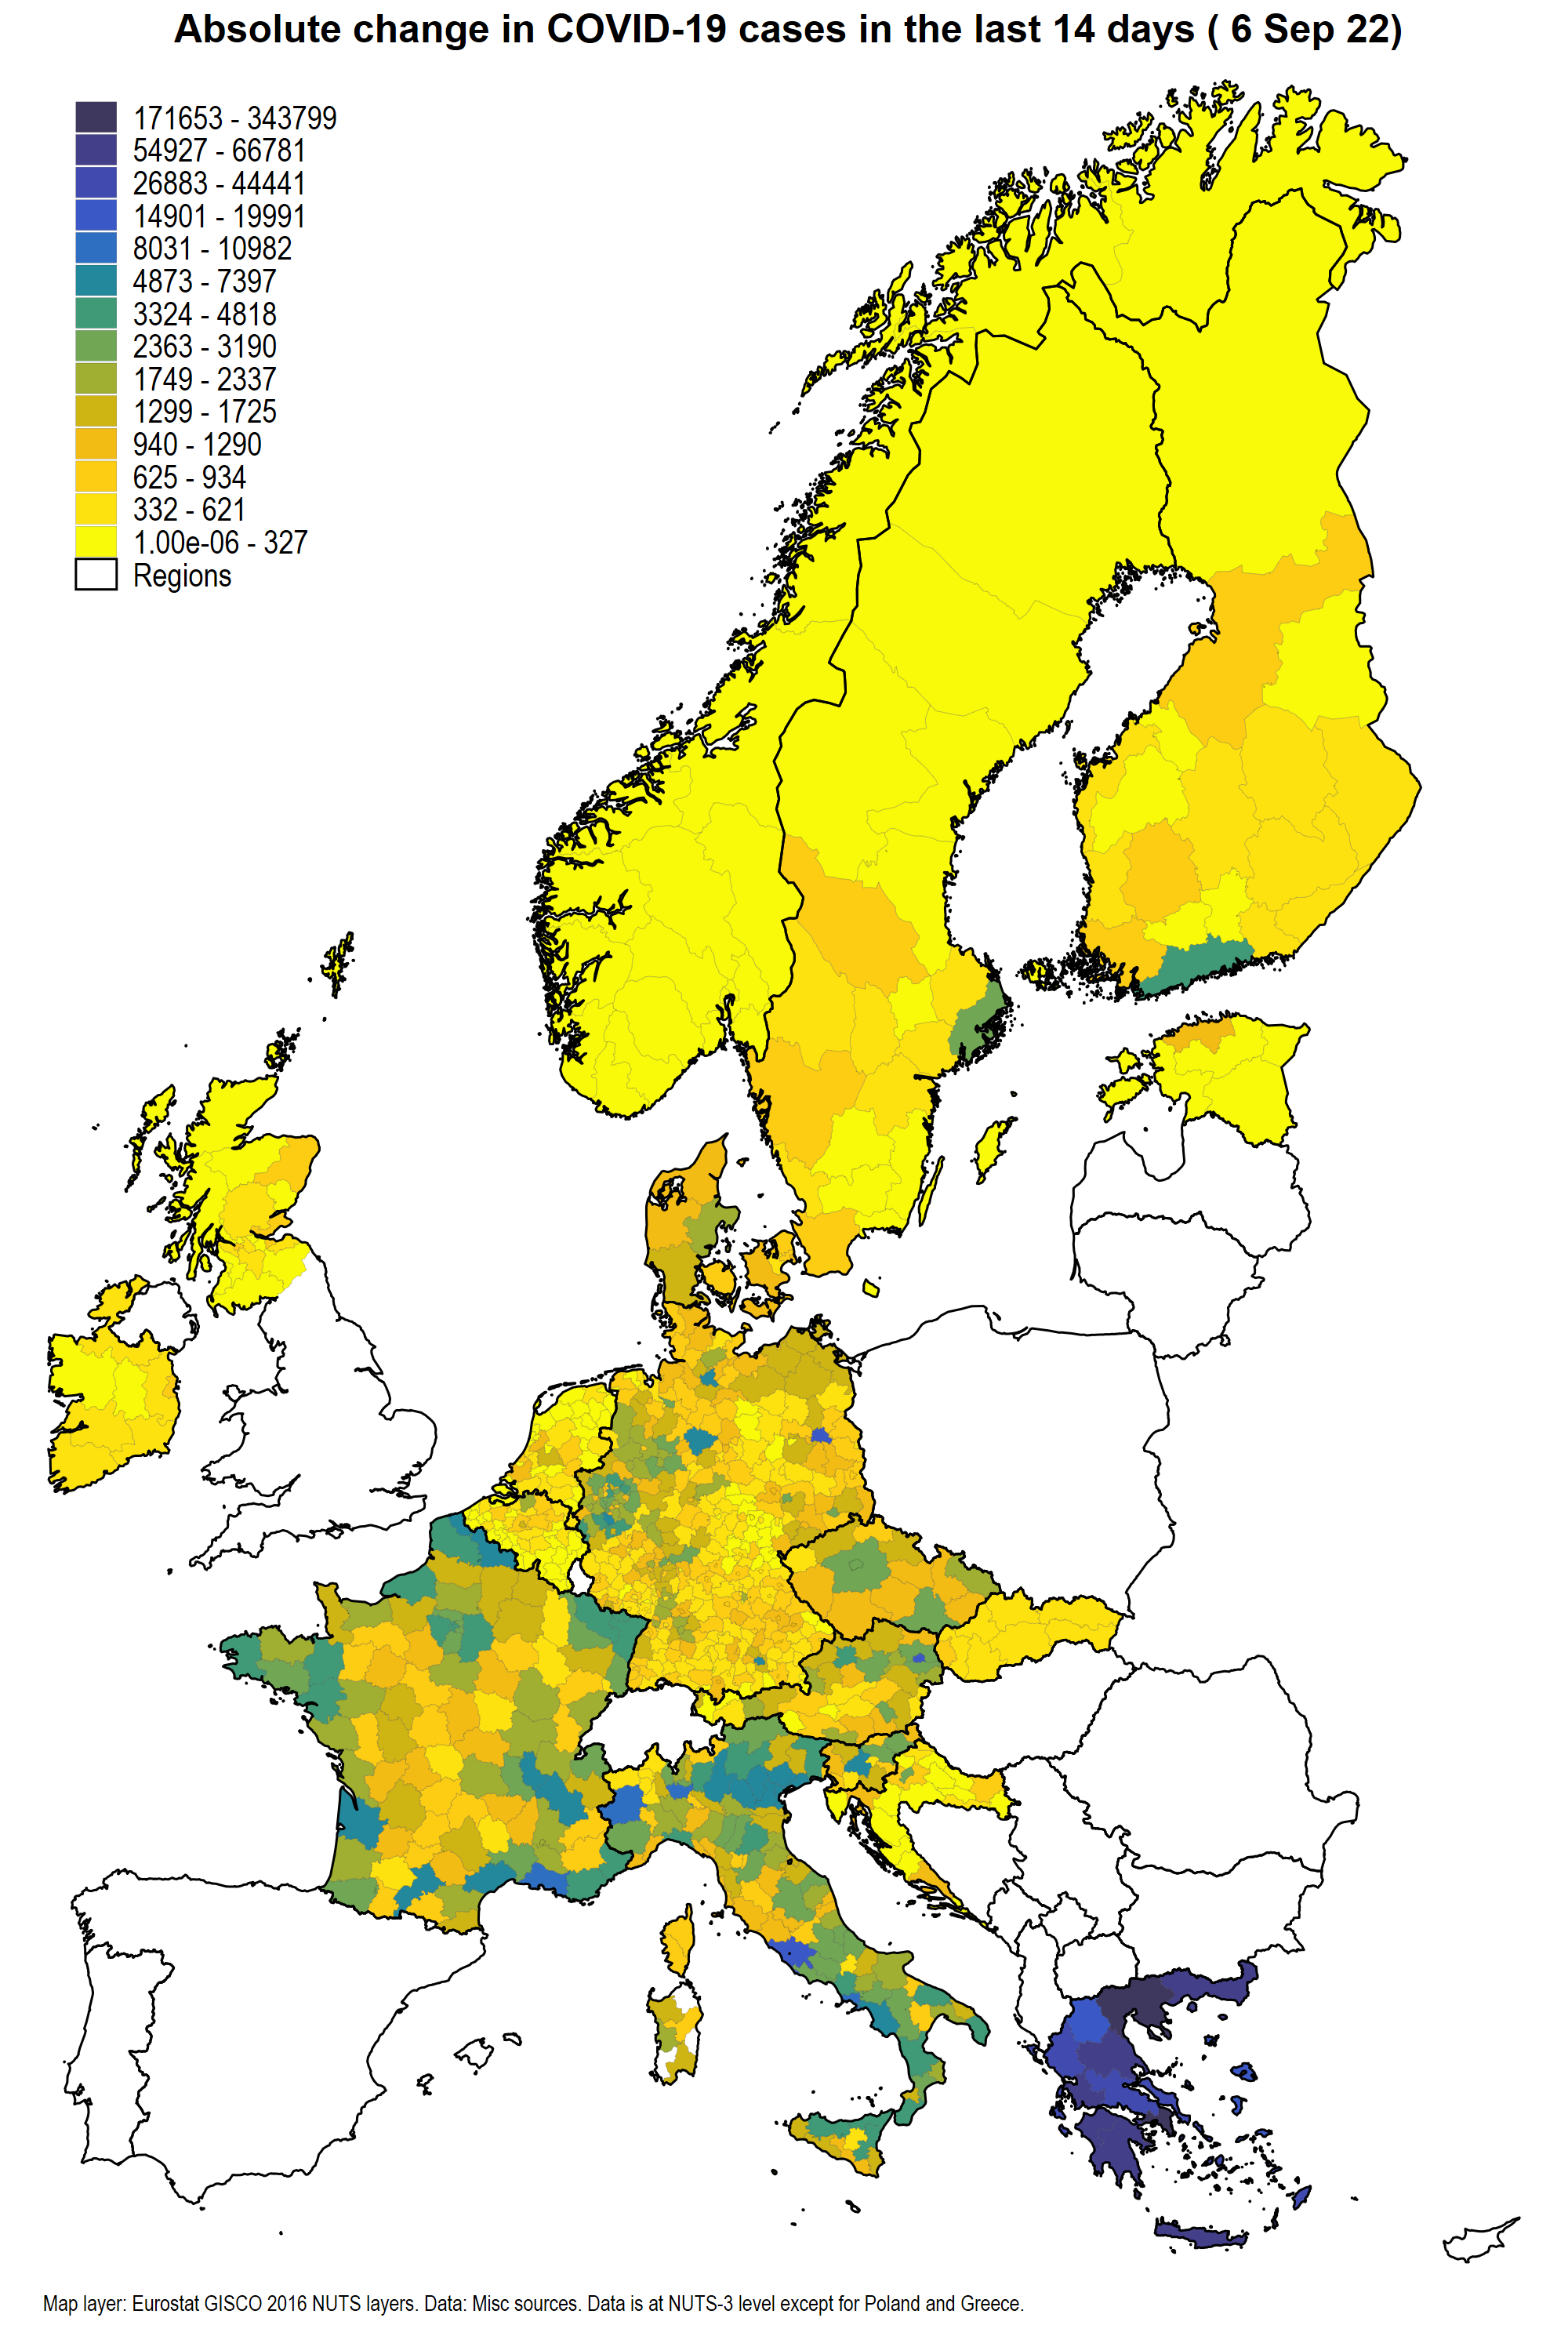 Absolute change in COVID-19 cases in the last 14 days ( 6 Sep 22)
171653 - 343799
54927 - 66781
26883 - 44441
14901 - 19991
8031 - 10982
4873 - 7397
3324 - 4818
2363 - 3190
1749 - 2337
1299 - 1725
940 - 1290
625 - 934
332 - 621
1.00e-06 - 327
Regions
Map layer: Eurostat GISCO 2016 NUTS layers. Data: Misc sources. Data is at NUTS-3 level except for Poland and Greece.